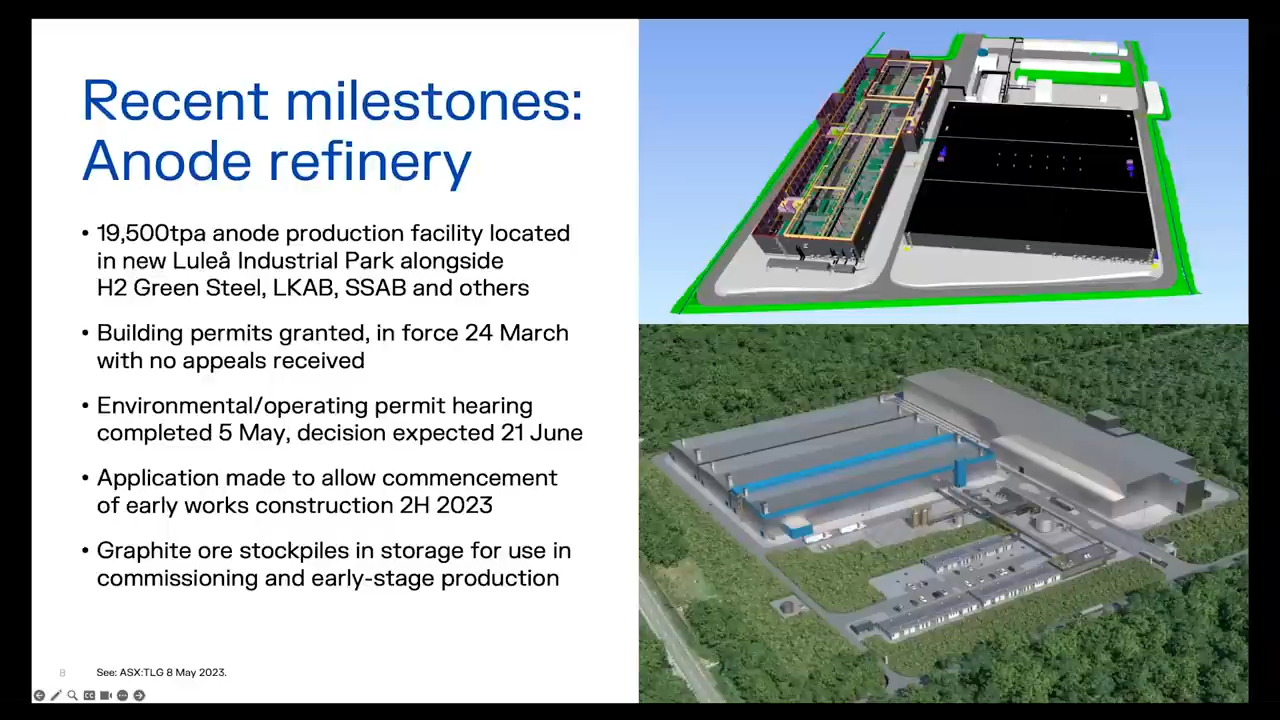 Recent milestones:
Anode refinery
• 19,500tpa anode production facility located
in new Luleå Industrial Park alongside
H2 Green Steel, LKAB, SSAB and others
• Building permits granted, in force 24 March
with no appeals received
• Environmental/operating permit hearing
completed 5 May, decision expected 21 June
• Application made to allow commencement
of early works construction 2H 2023
• Graphite ore stockpiles in storage for use in
commissioning and early-stage production
8 See: ASX:TLG 8 May 2023.